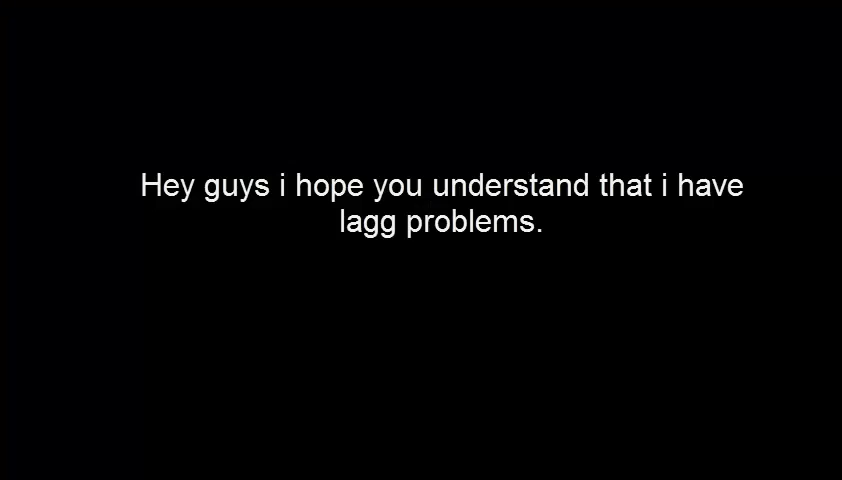 Hey guys i hope you understand that i have
lagg problems.